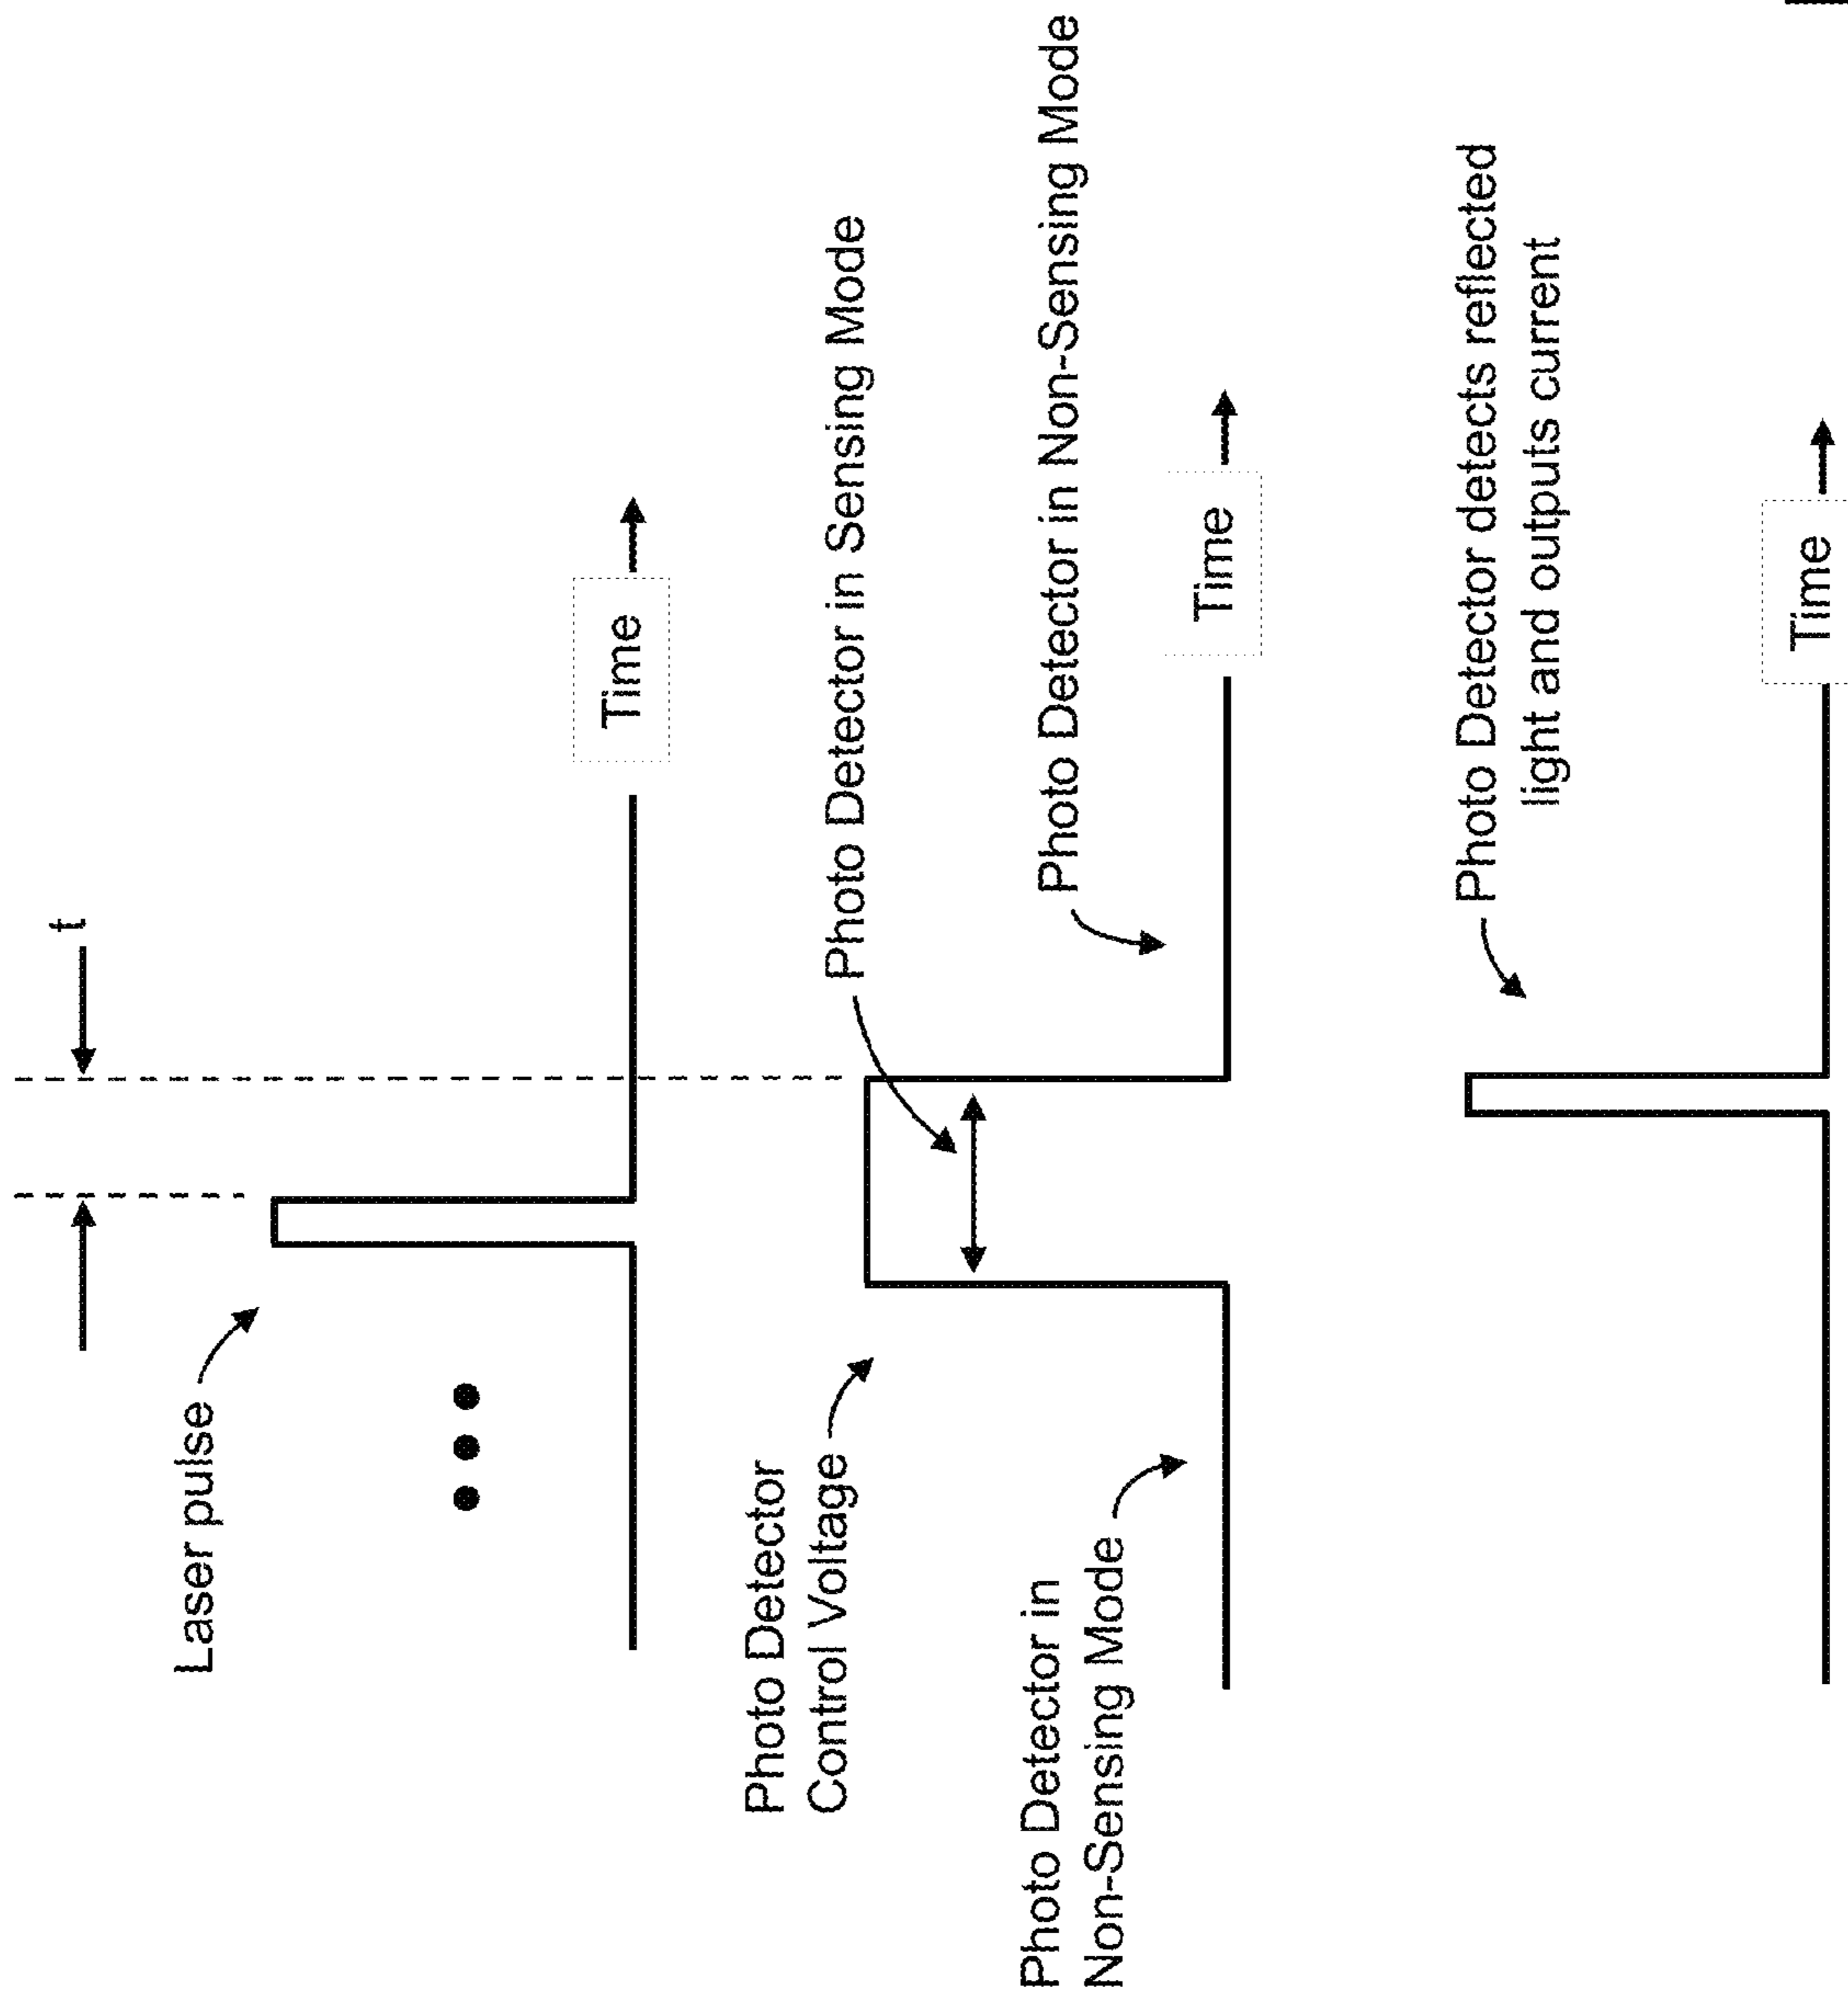 t
Laser pulse
Time
Photo Detector
Control Voltage
Photo Detector in Sensing Mode
Photo Detector in
Non-Sensing Mode
Photo Detector in Non-Sensing Mode
Time
Photo Detector detects reflected
light and outputs current
Time